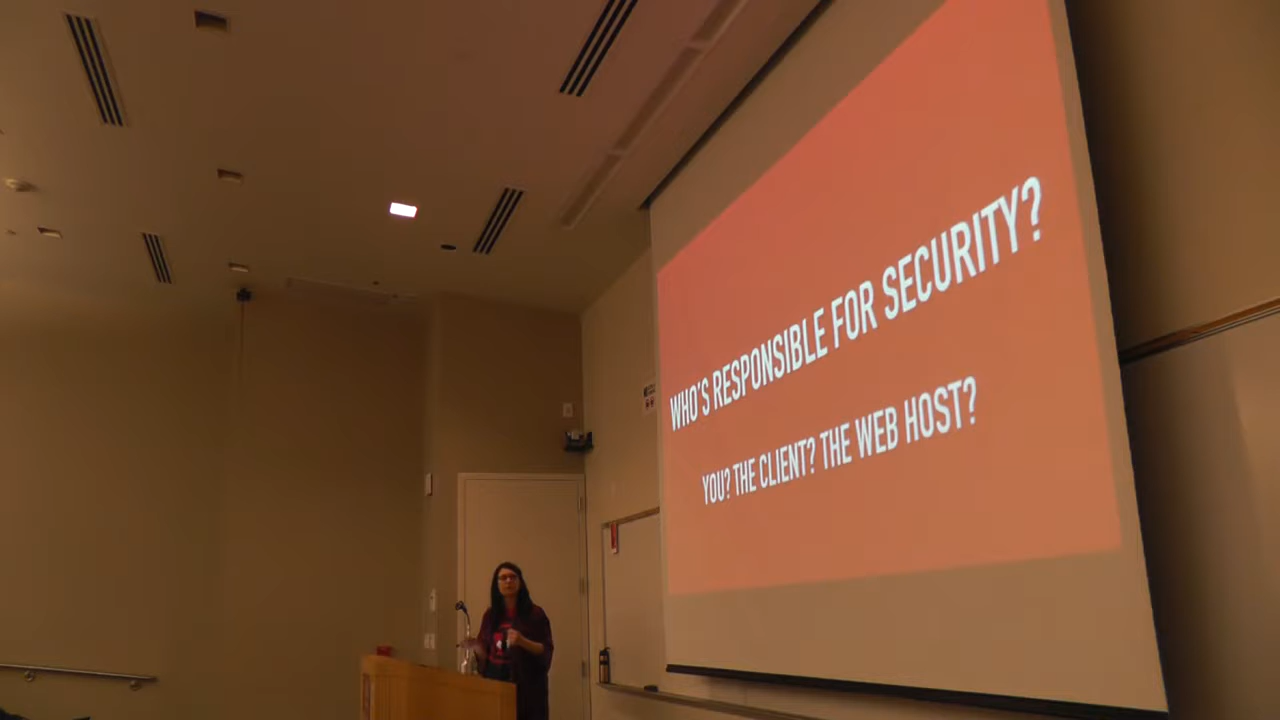 WHO'S RESPONSIBLE FOR SECURITY?
YOU? THE CLIENT? THE WEB HOST?